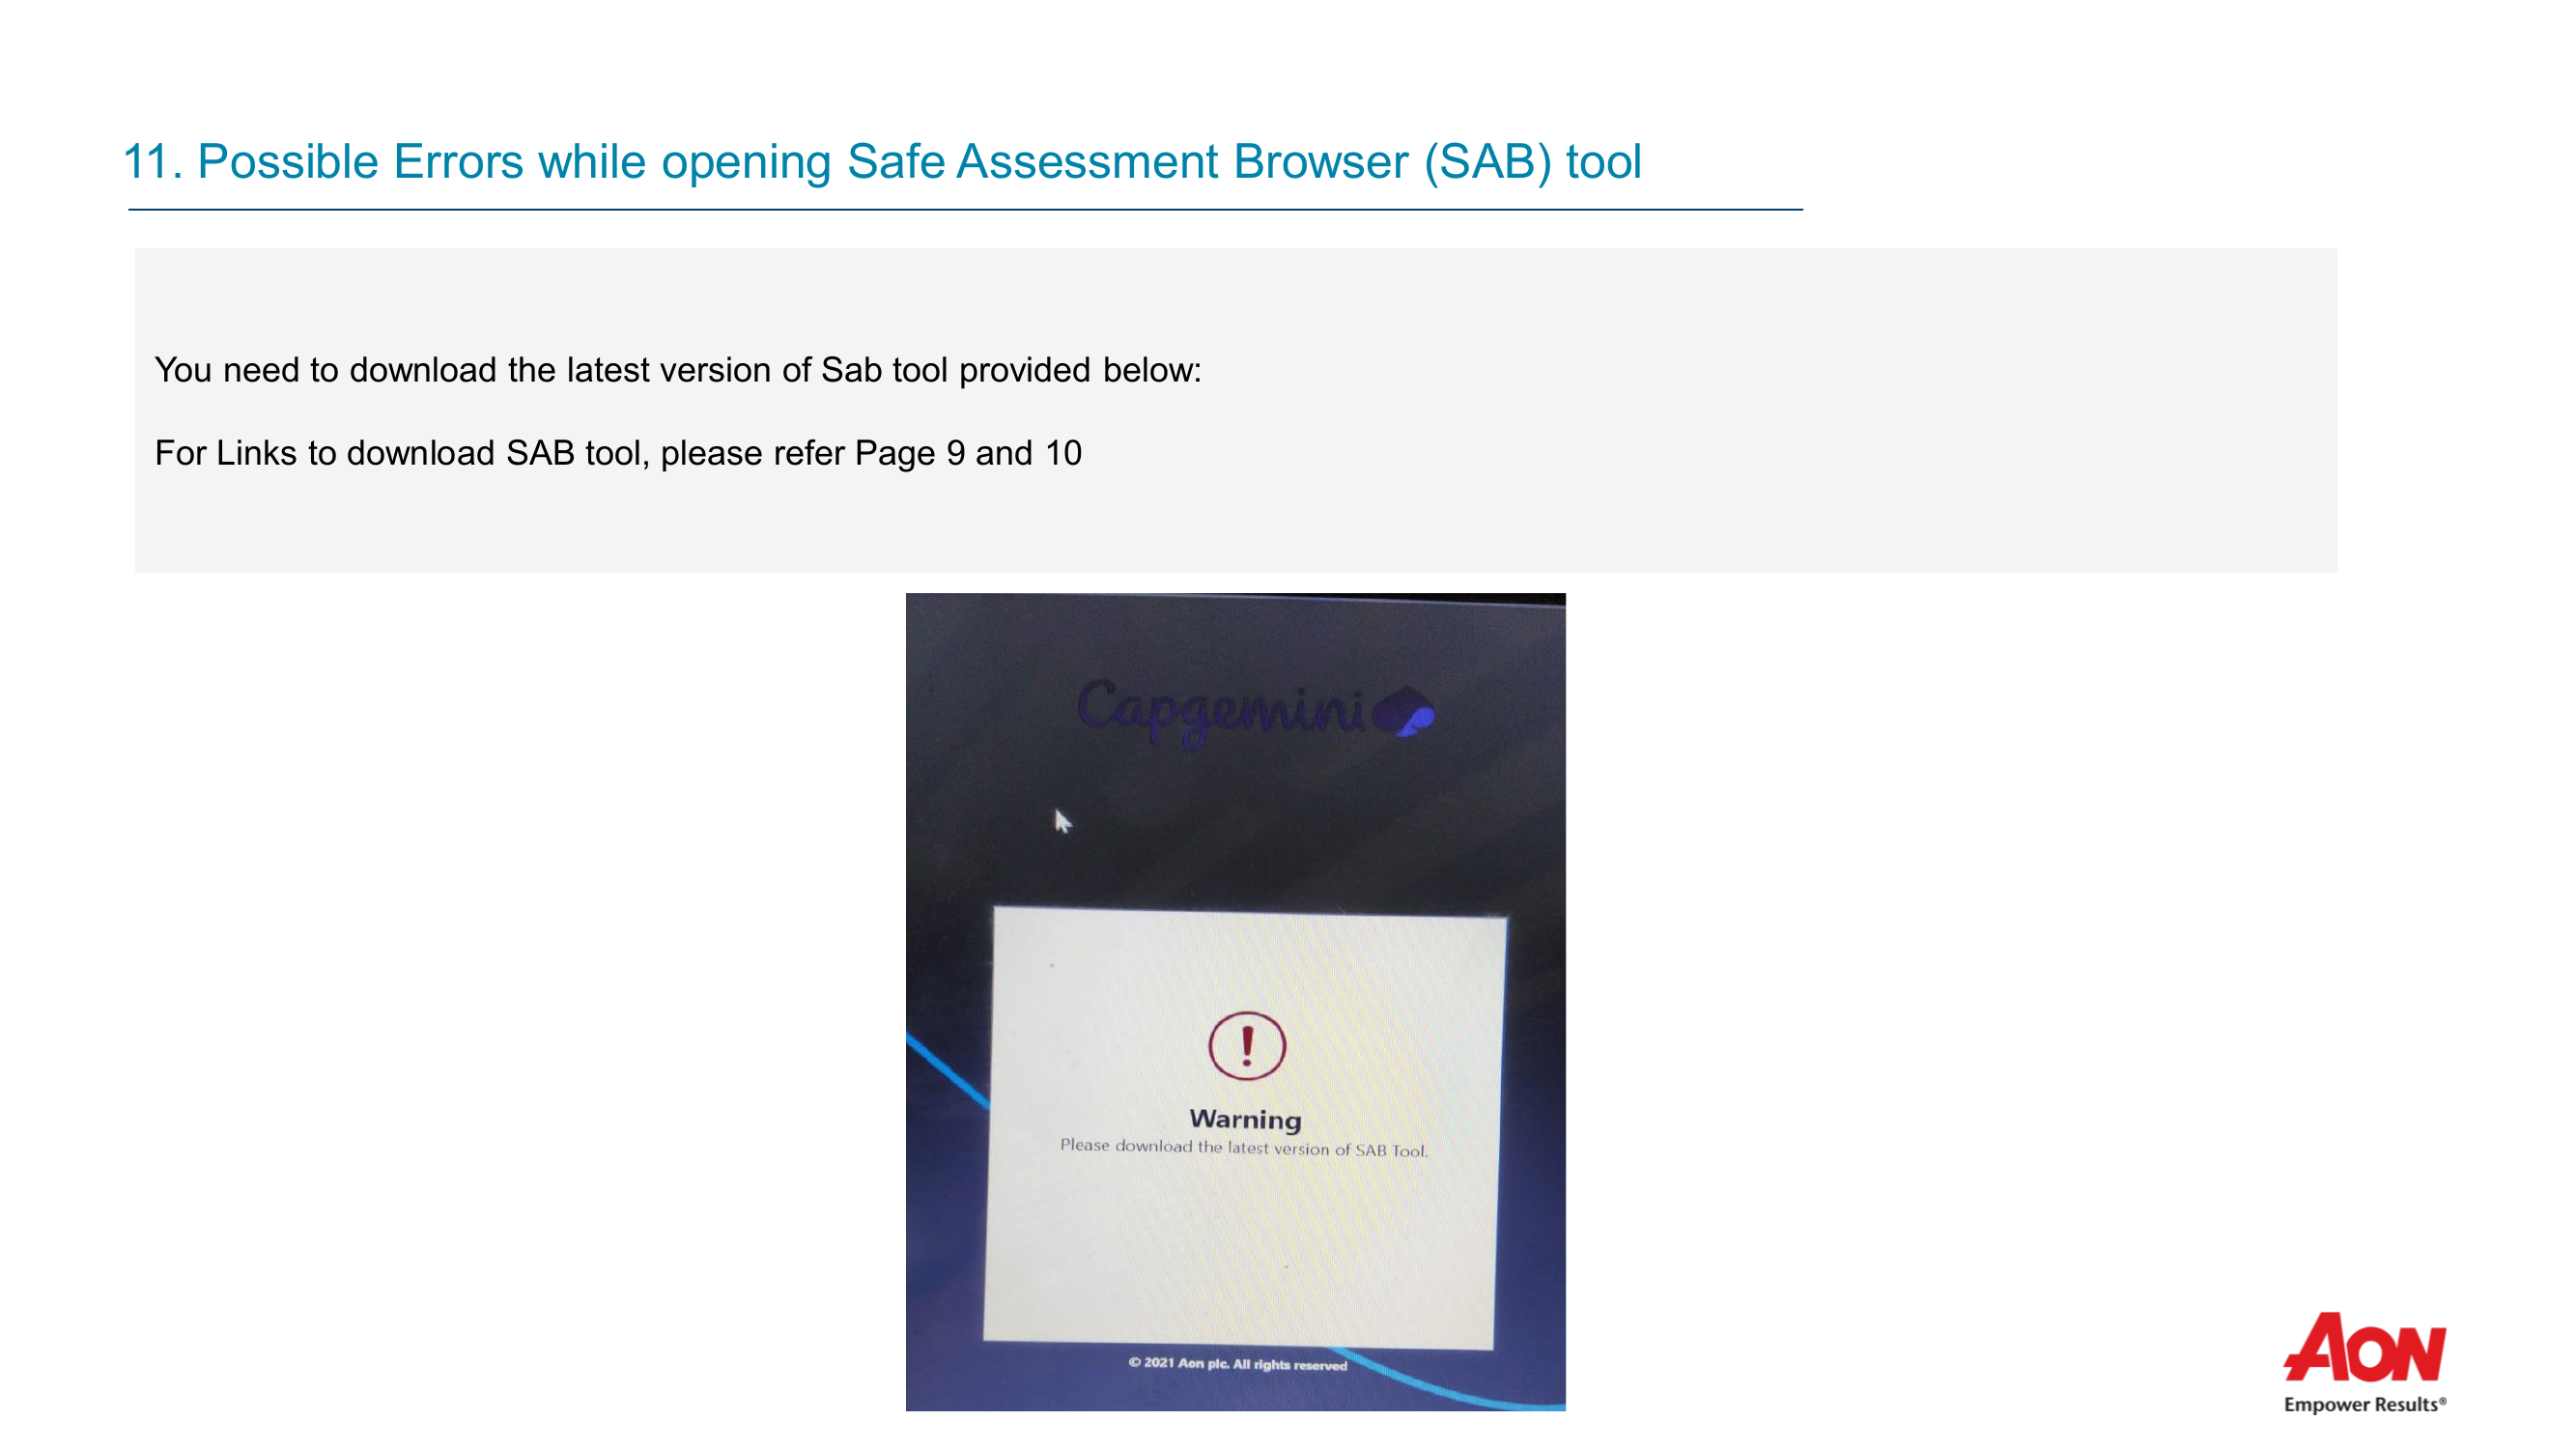 11. Possible Errors while opening Safe Assessment Browser (SAB) tool
You need to download the latest version of Sab tool provided below:
For Links to download SAB tool, please refer Page 9 and 10
Capgemini
!
Warning
Please download the latest version of SAB Tool.
© 2021 Aon plc. All rights reserved
AON
Empower Results®